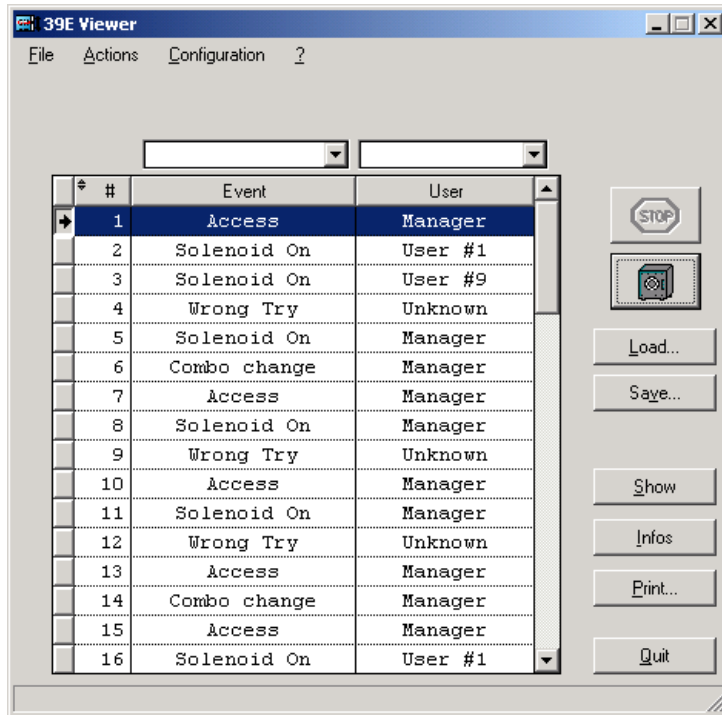 39E Viewer
File Actions Configuration ?
# Event User
1 Access Manager
2 Solenoid On User #1
3 Solenoid On User #9
4 Wrong Try Unknown
5 Solenoid On Manager
6 Combo change Manager
7 Access Manager
8 Solenoid On Manager
9 Wrong Try Unknown
10 Access Manager
11 Solenoid On Manager
12 Wrong Try Unknown
13 Access Manager
14 Combo change Manager
15 Access Manager
16 Solenoid On User #1
STOP
Load...
Save...
Show
Infos
Print...
Quit